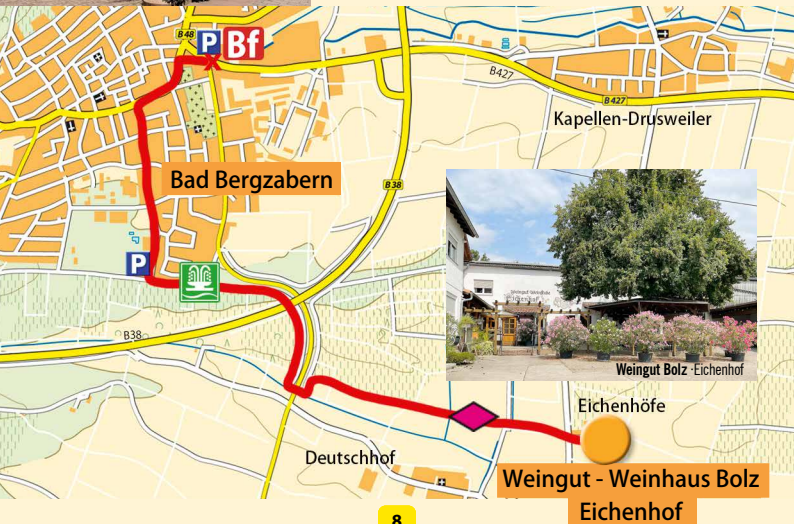 B48
P
Bf
B427
B427
Kapellen-Drusweiler
Bad Bergzabern
B38
P
B38
Weingut Bolz · Eichenhof
Eichenhöfe
Deutschhof
Weingut - Weinhaus Bolz
Eichenhof
8